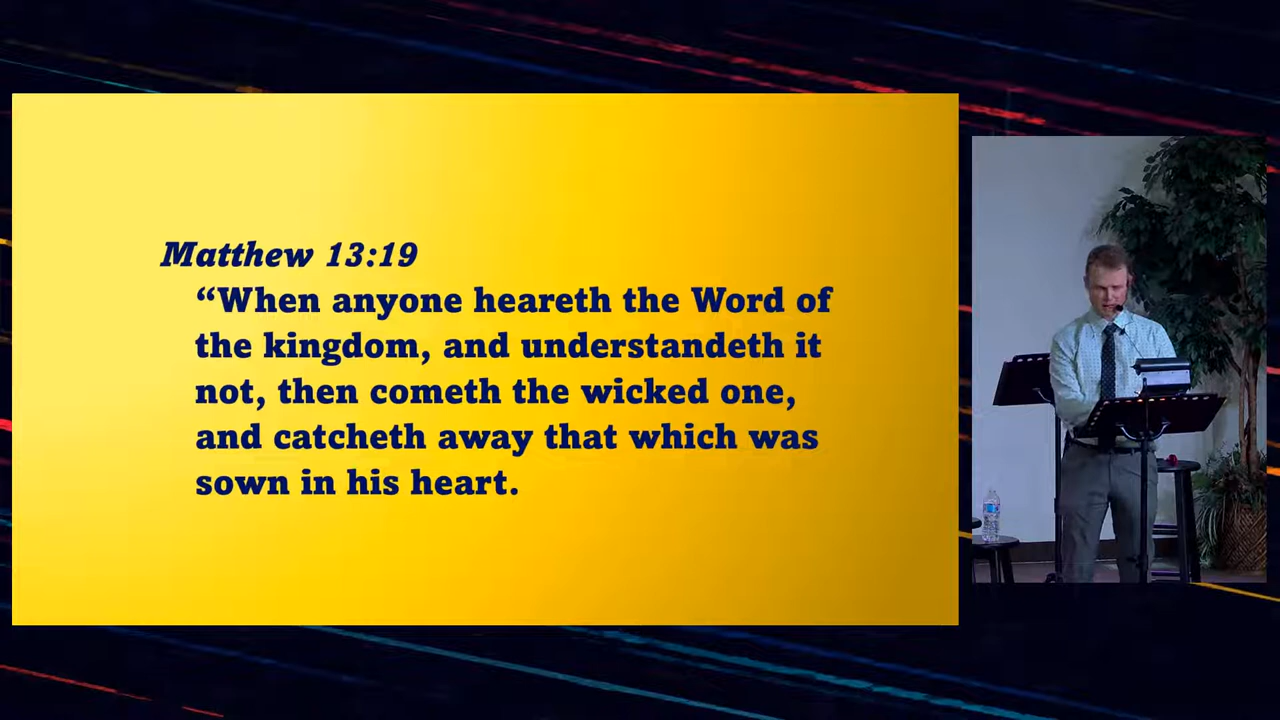 Matthew 13:19
“When anyone heareth the Word of
the kingdom, and understandeth it
not, then cometh the wicked one,
and catcheth away that which was
sown in his heart.